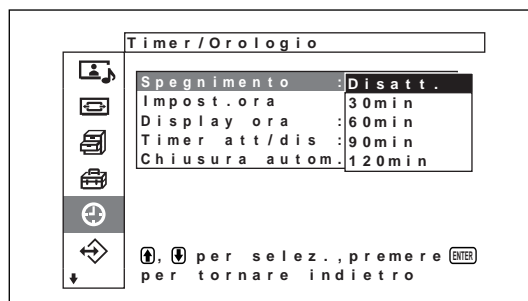 Timer/Orologio
Spegnimento :Disatt.
Impost.ora 30min
Display ora :60min
Timer att/dis :90min
Chiusura autom.120min
, per selez.,premere ENTER
per tornare indietro